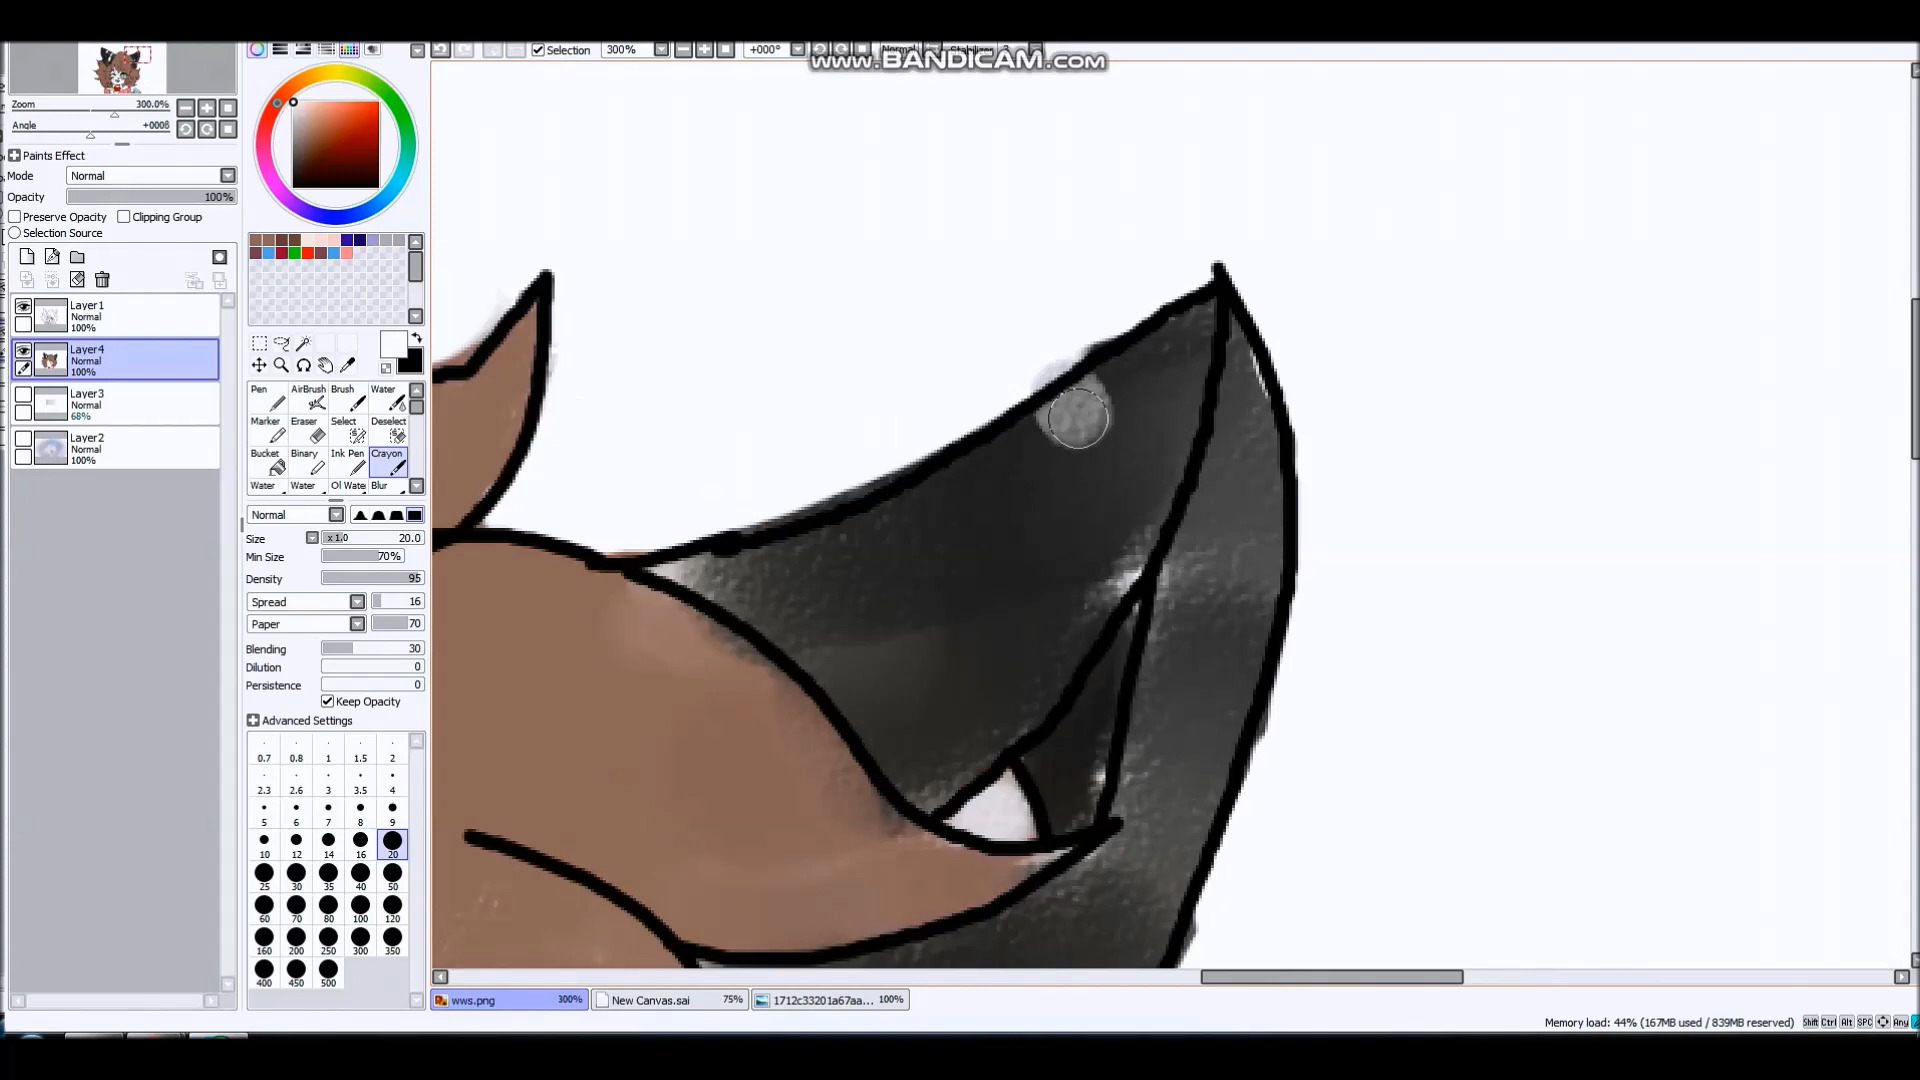 Selection 300% +000° Normal Stabilizer 3
www.BANDICAM.com
Zoom 300.0%
Angle +0008
Paints Effect
Mode Normal
Opacity 100%
Preserve Opacity Clipping Group
Selection Source
Layer1
Normal
100%
Layer4
Normal
100%
Layer3
Normal
68%
Layer2
Normal
100%
Pen AirBrush Brush Water
Marker Eraser Select Deselect
Bucket Binary Ink Pen Crayon
Water Water Ol Wate Blur
Normal
Size x 1.0 20.0
Min Size 70%
Density 95
Spread 16
Paper 70
Blending 30
Dilution 0
Persistence 0
Keep Opacity
Advanced Settings
0.7 0.8 1 1.5 2
2.3 2.6 3 3.5 4
5 6 7 8 9
10 12 14 16 20
25 30 35 40 50
60 70 80 100 120
160 200 250 300 350
400 450 500
wws.png 300% New Canvas.sai 75% 1712c33201a67aa... 100%
Memory load: 44% (167MB used / 839MB reserved) Shift Ctrl Alt SPC Any